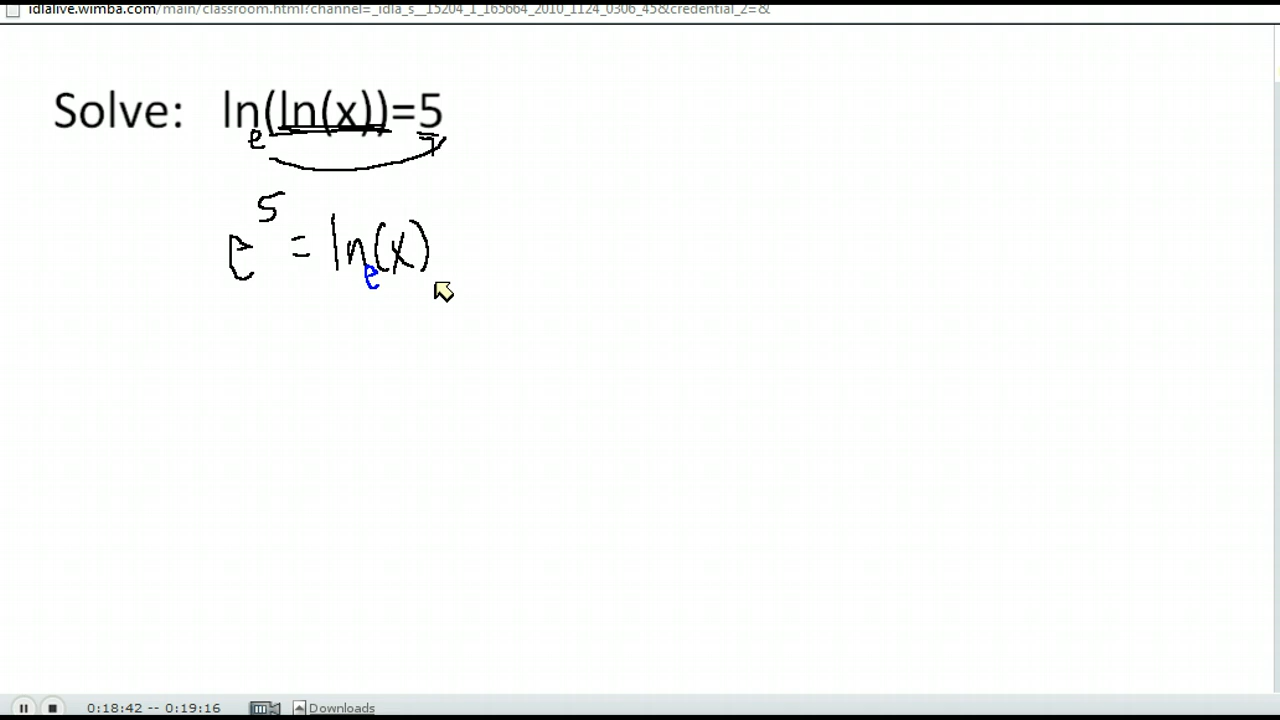 idlalive.wimba.com/main/classroom.html?channel=_idla_s__15204_1_165664_2010_1124_0306_45&credential_2=&
Solve: ln(ln(x))=5
e
e^5 = ln_e(x)
0:18:42 -- 0:19:16 Downloads